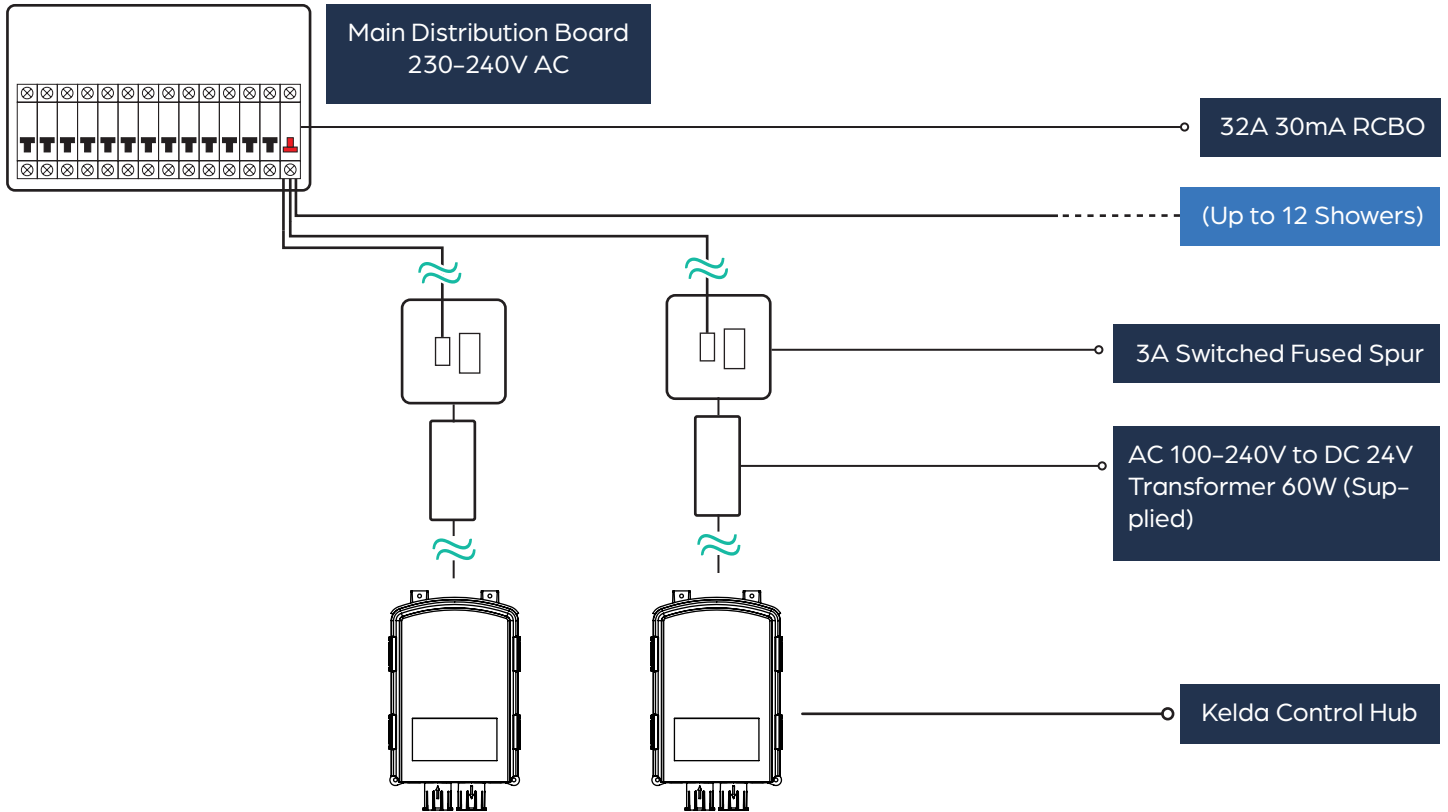 Main Distribution Board
230-240V AC
32A 30mA RCBO
(Up to 12 Showers)
3A Switched Fused Spur
AC 100-240V to DC 24V
Transformer 60W (Sup-
plied)
Kelda Control Hub